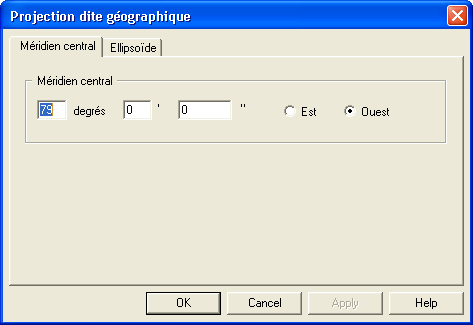 Projection dite géographique
Méridien central Ellipsoïde
Méridien central
79 degrés 0 ' 0 " Est Ouest
OK Cancel Apply Help